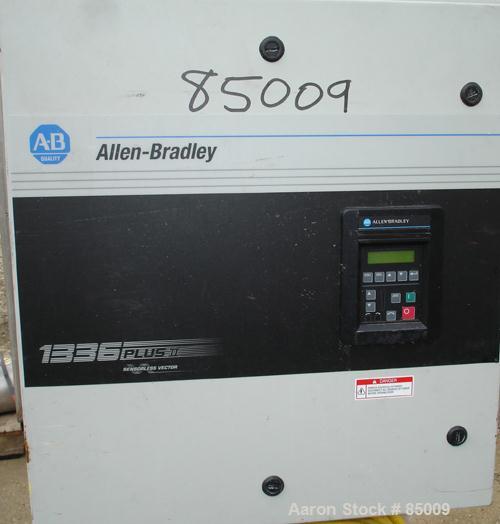 85009
A-B
QUALITY
Allen-Bradley
AB ALLEN-BRADLEY
1336 PLUS II
SENSORLESS VECTOR
DANGER
Aaron Stock # 85009